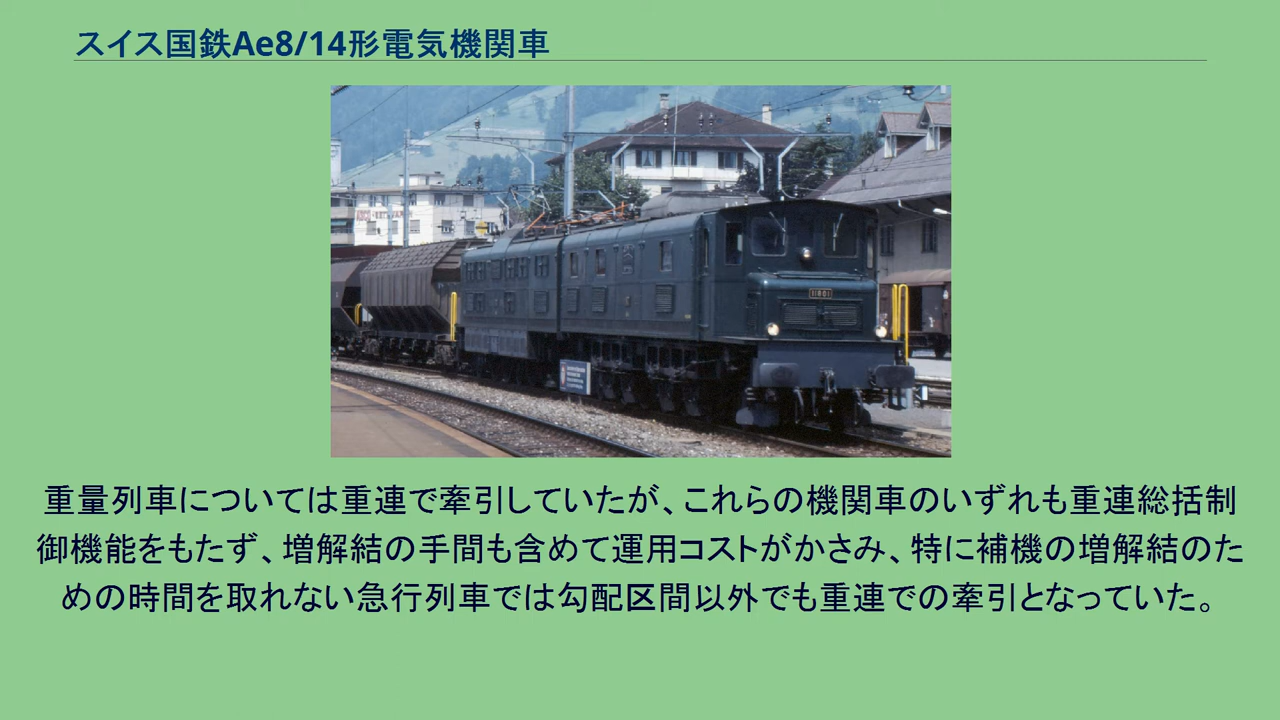 スイス国鉄Ae8/14形電気機関車
11801
重量列車については重連で牽引していたが、これらの機関車のいずれも重連総括制
御機能をもたず、増解結の手間も含めて運用コストがかさみ、特に補機の増解結のた
めの時間を取れない急行列車では勾配区間以外でも重連での牽引となっていた。